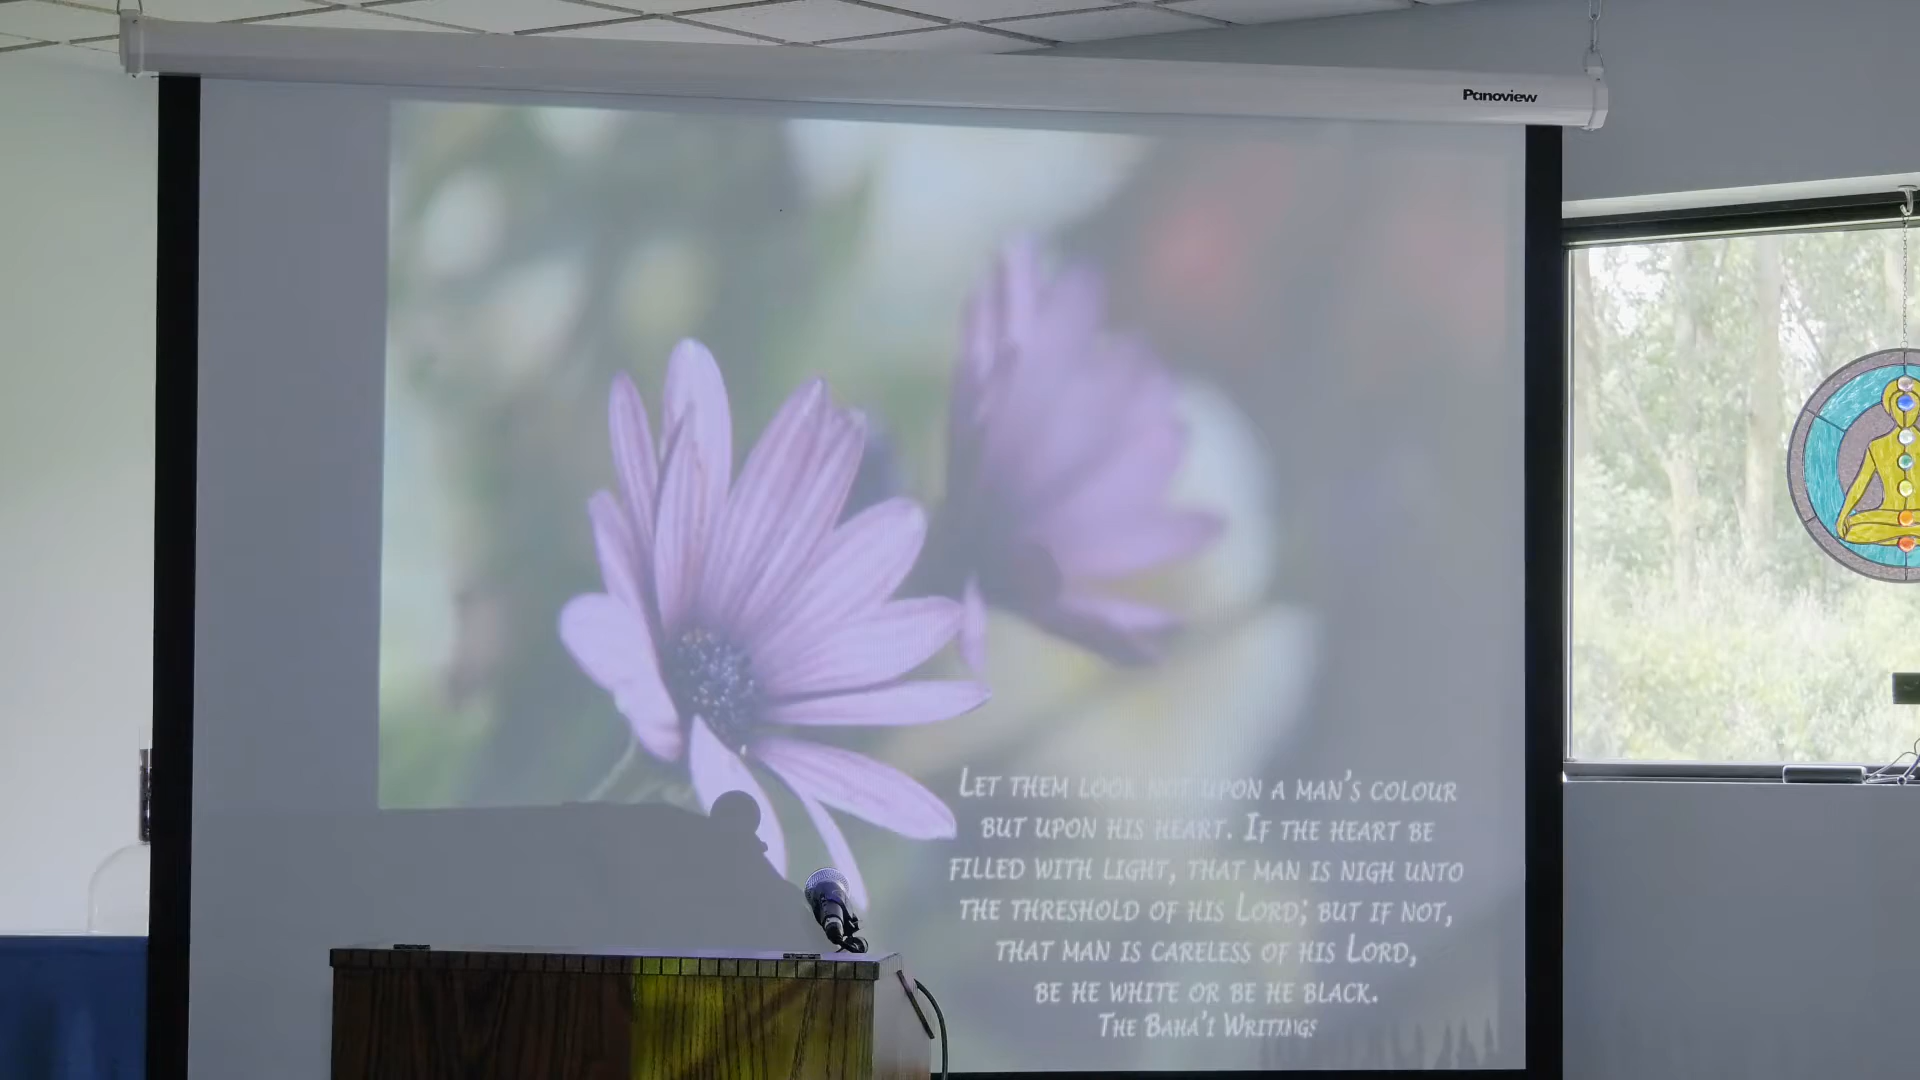 Panoview
LET THEM LOOK NOT UPON A MAN'S COLOUR
BUT UPON HIS HEART. IF THE HEART BE
FILLED WITH LIGHT, THAT MAN IS NIGH UNTO
THE THRESHOLD OF HIS LORD; BUT IF NOT,
THAT MAN IS CARELESS OF HIS LORD,
BE HE WHITE OR BE HE BLACK.
THE BAHA'I WRITINGS